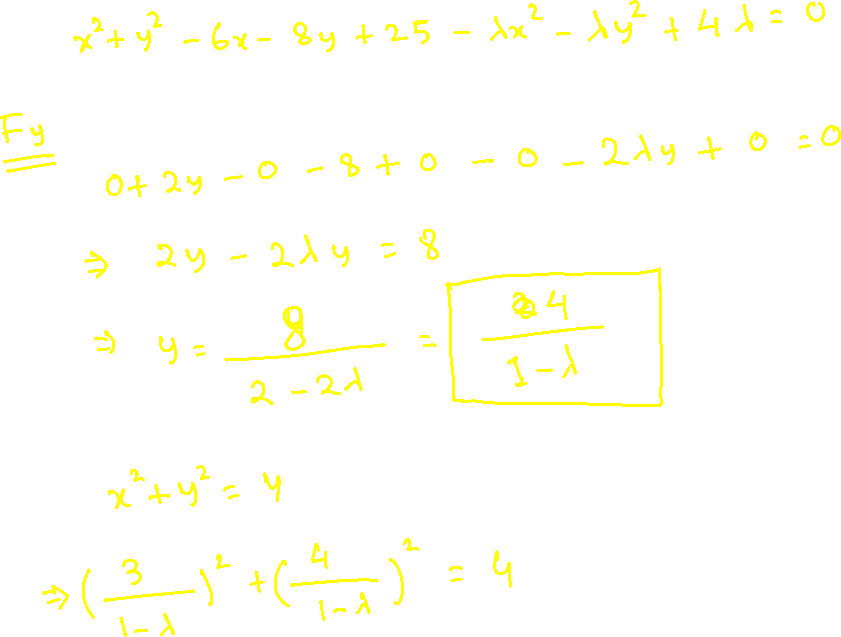 x² + y² - 6x - 8y + 25 - λx² - λy² + 4λ = 0
Fy
0 + 2y - 0 - 8 + 0 - 0 - 2λy + 0 = 0
⇒ 2y - 2λy = 8
⇒ y = 8/(2 - 2λ) = 4/(1 - λ)
x² + y² = 4
⇒ (3/(1 - λ))² + (4/(1 - λ))² = 4